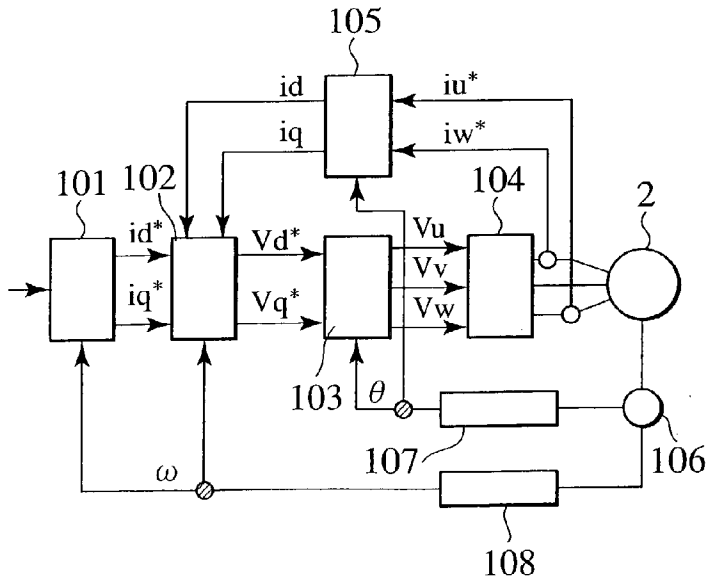 105
id
iu*
iq
iw*
101
102
104
2
id*
Vd*
Vu
Vv
iq*
Vq*
Vw
103
θ
107
106
ω
108